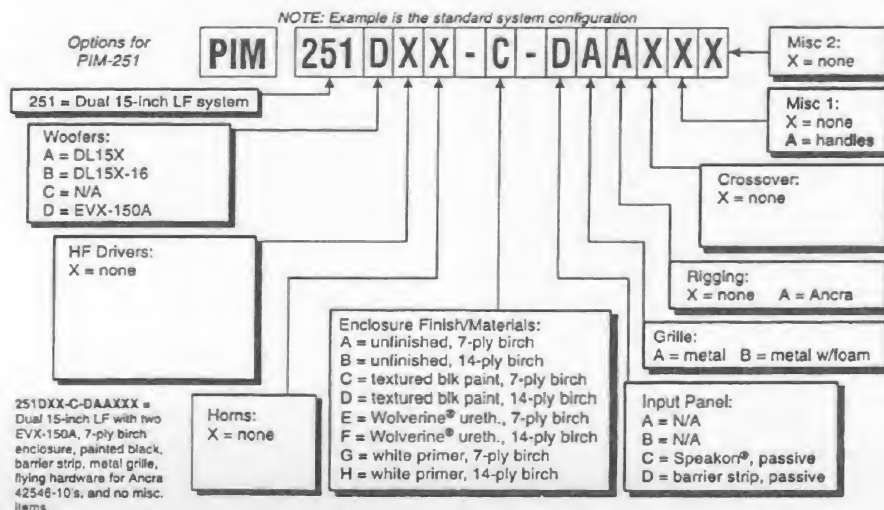 NOTE: Example is the standard system configuration
Options for
PIM-251
PIM
251 D X X - C - D A A X X X
Misc 2:
X = none
251 = Dual 15-inch LF system
Misc 1:
X = none
A = handles
Woofers:
A = DL15X
B = DL15X-16
C = N/A
D = EVX-150A
Crossover:
X = none
HF Drivers:
X = none
Rigging:
X = none A = Ancra
Enclosure Finish/Materials:
A = unfinished, 7-ply birch
B = unfinished, 14-ply birch
C = textured blk paint, 7-ply birch
D = textured blk paint, 14-ply birch
E = Wolverine® ureth., 7-ply birch
F = Wolverine® ureth., 14-ply birch
G = white primer, 7-ply birch
H = white primer, 14-ply birch
Grille:
A = metal B = metal w/foam
Input Panel:
A = N/A
B = N/A
C = Speakon®, passive
D = barrier strip, passive
Horns:
X = none
251DXX-C-DAAXXX =
Dual 15-inch LF with two
EVX-150A, 7-ply birch
enclosure, painted black,
barrier strip, metal grille,
flying hardware for Ancra
42546-10's, and no misc.
items